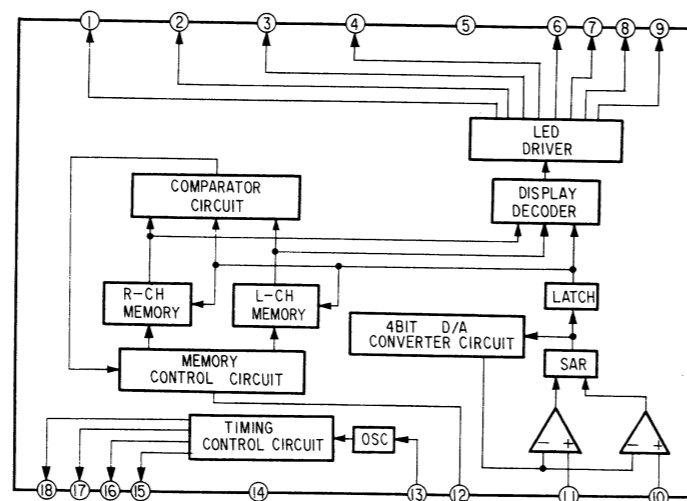 1 2 3 4 5 6 7 8 9
LED
DRIVER
COMPARATOR
CIRCUIT
DISPLAY
DECODER
R-CH
MEMORY
L-CH
MEMORY
LATCH
4BIT D/A
CONVERTER CIRCUIT
MEMORY
CONTROL CIRCUIT
SAR
TIMING
CONTROL CIRCUIT
OSC
- +
- +
18 17 16 15 14 13 12 11 10